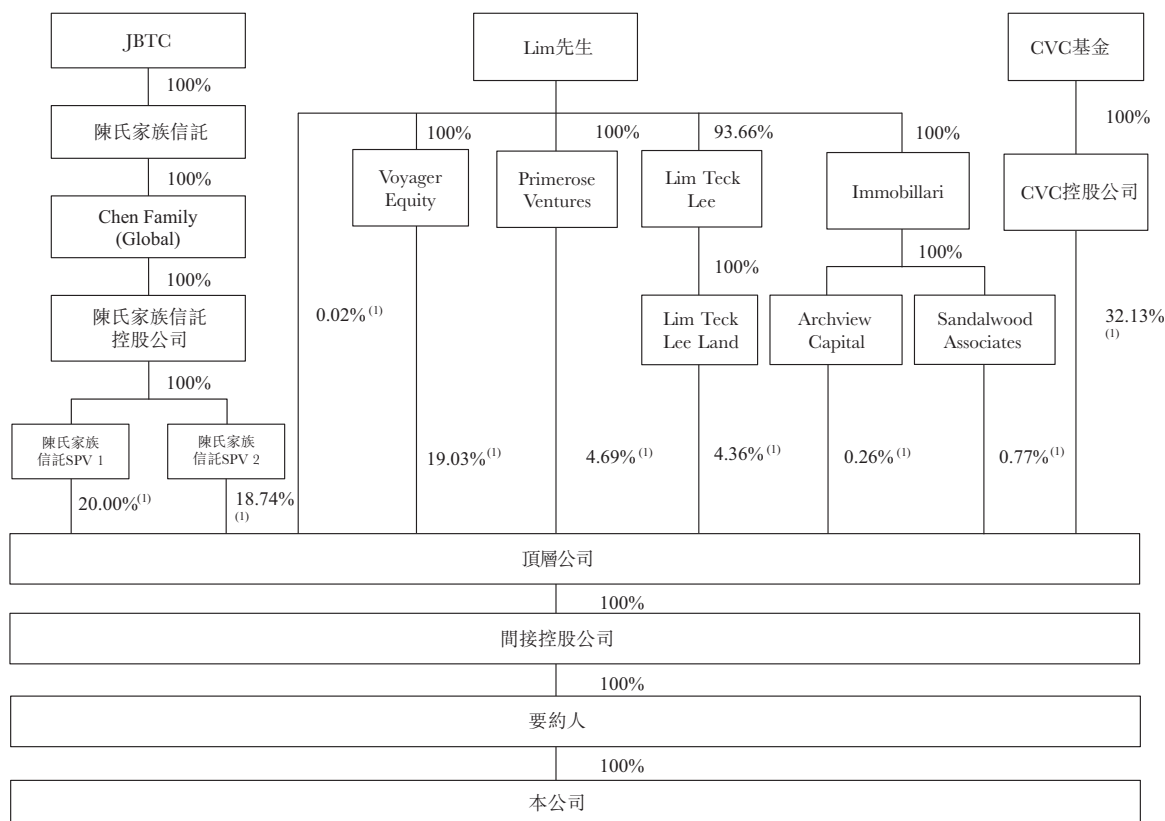 JBTC
Lim先生
CVC基金
100%
100%
陳氏家族信託
100%
100%
93.66%
100%
Voyager
Equity
Primerose
Ventures
Lim Teck
Lee
Immobillari
CVC控股公司
100%
Chen Family
(Global)
100%
100%
100%
陳氏家族信託
控股公司
0.02% (1)
Lim Teck
Lee Land
Archview
Capital
Sandalwood
Associates
32.13%
(1)
100%
陳氏家族
信託SPV 1
陳氏家族
信託SPV 2
19.03%(1)
4.69% (1)
4.36% (1)
0.26% (1)
0.77% (1)
20.00%(1)
18.74%
(1)
頂層公司
100%
間接控股公司
100%
要約人
100%
本公司